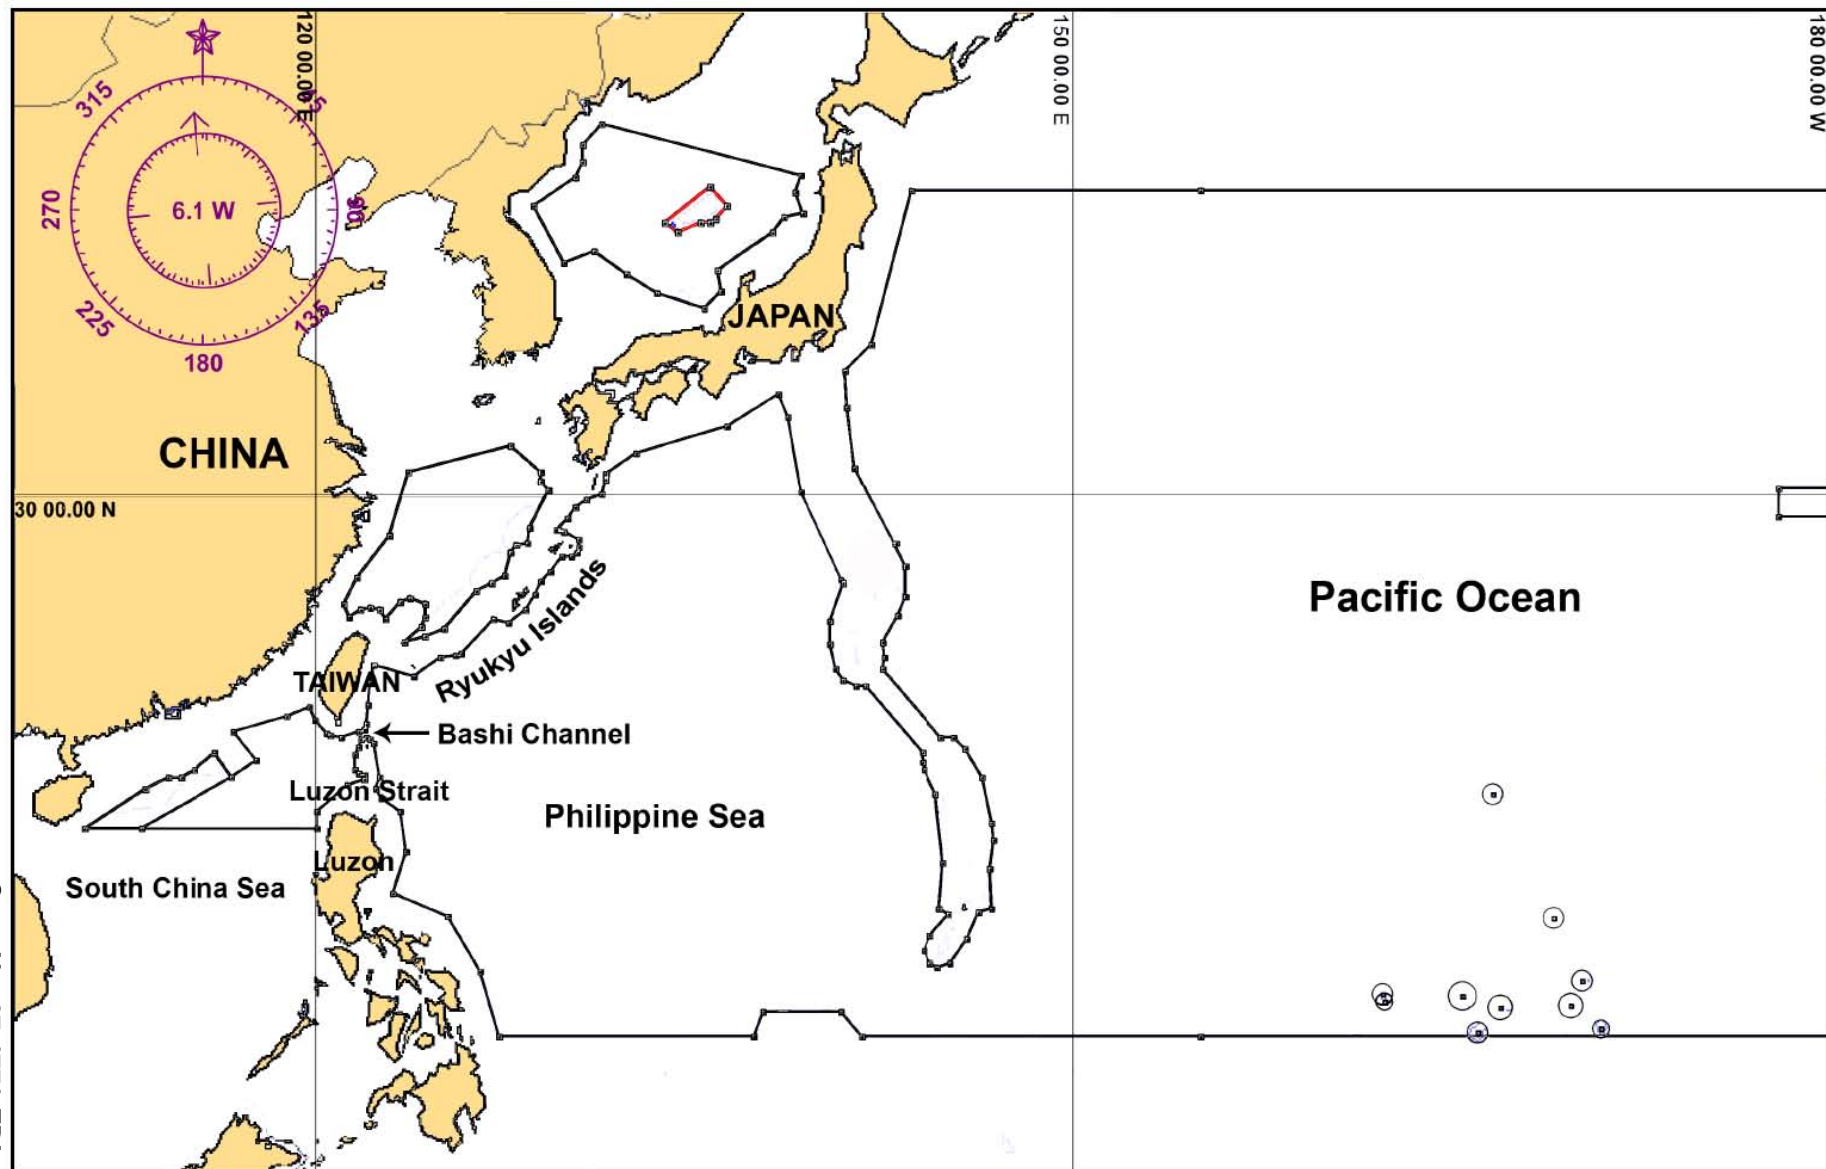 120 00.00 E
150 00.00 E
180 00.00 W
315
45
270
6.1 W
90
225
135
180
JAPAN
CHINA
30 00.00 N
Pacific Ocean
Ryukyu Islands
TAIWAN
Bashi Channel
Luzon Strait
Philippine Sea
Luzon
South China Sea